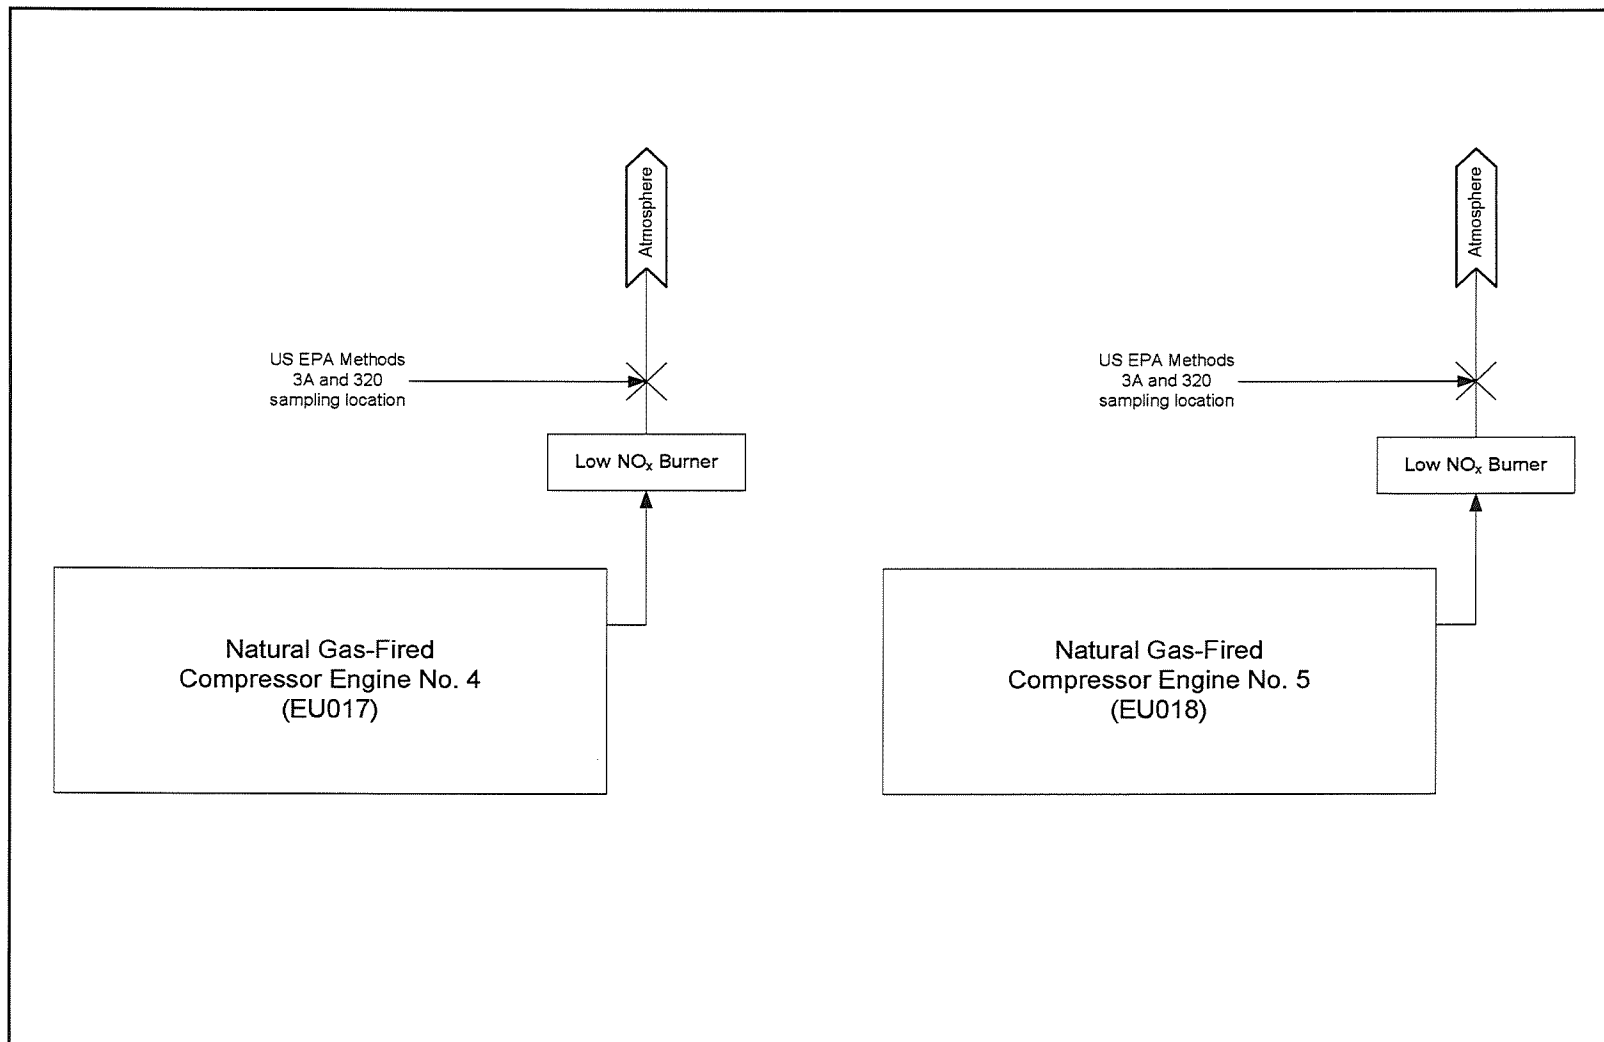 Atmosphere
US EPA Methods
3A and 320
sampling location
Low NOₓ Burner
Natural Gas-Fired
Compressor Engine No. 4
(EU017)
Atmosphere
US EPA Methods
3A and 320
sampling location
Low NOₓ Burner
Natural Gas-Fired
Compressor Engine No. 5
(EU018)